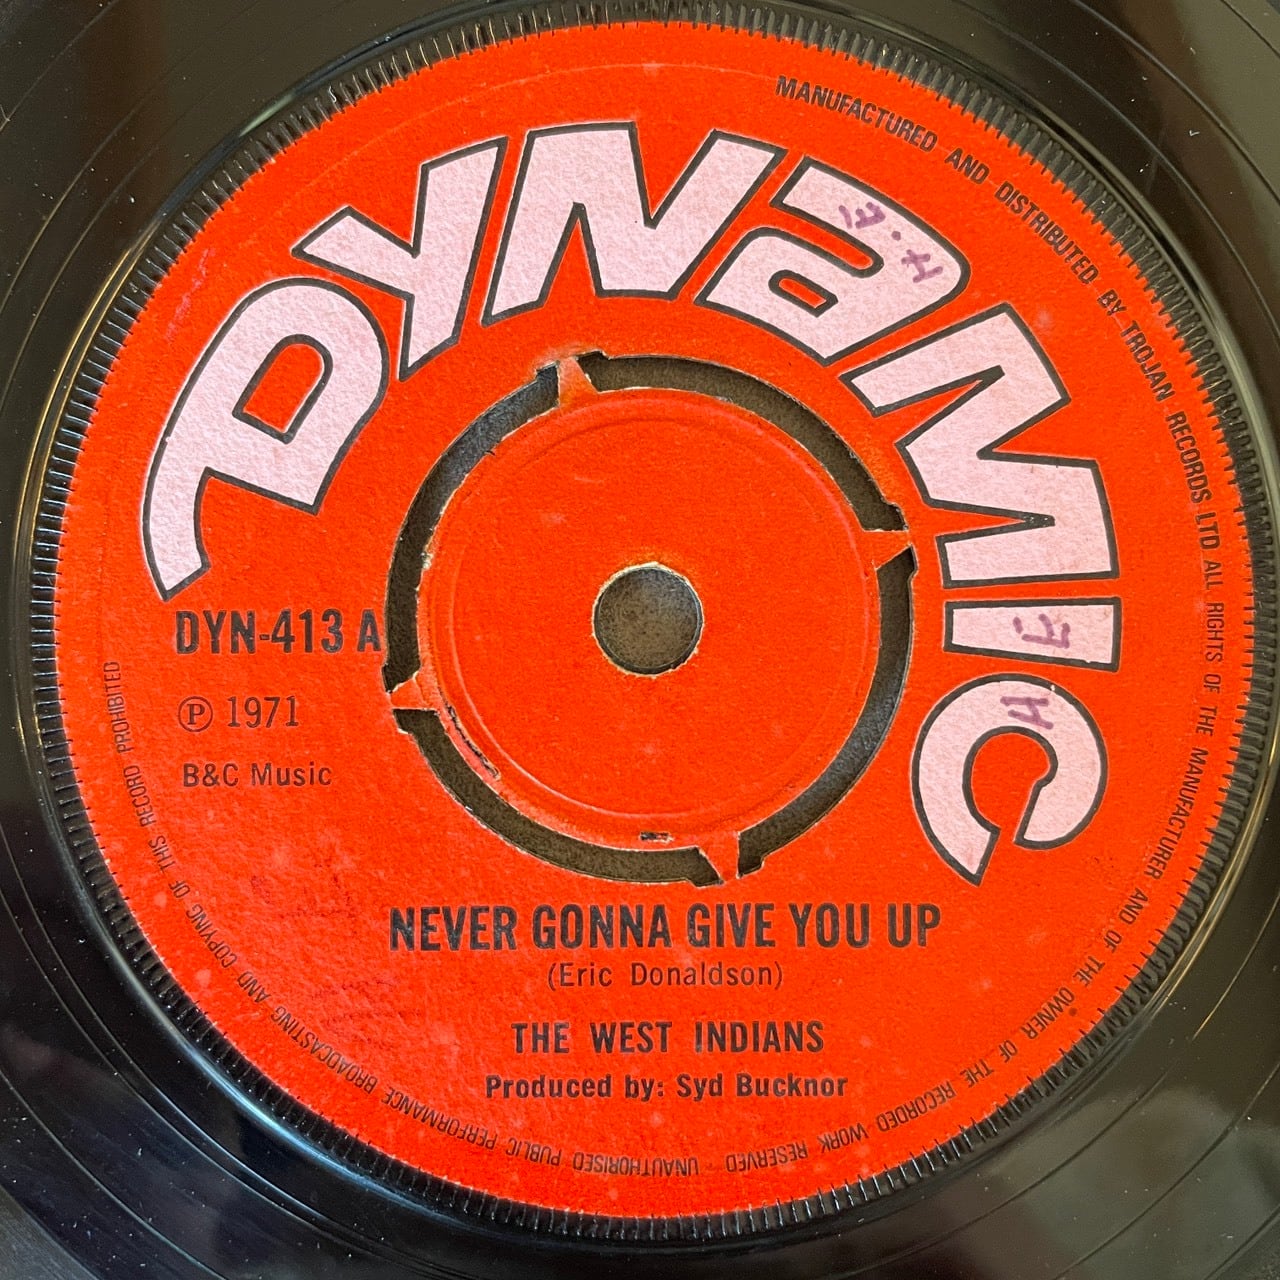 DYNAMIC
MANUFACTURED AND DISTRIBUTED BY TROJAN RECORDS LTD ALL RIGHTS OF THE MANUFACTURER AND OF THE OWNER OF THE RECORDED WORK RESERVED · UNAUTHORISED PUBLIC PERFORMANCE BROADCASTING AND COPYING OF THIS RECORD PROHIBITED
DYN-413 A
℗ 1971
B&C Music
NEVER GONNA GIVE YOU UP
(Eric Donaldson)
THE WEST INDIANS
Produced by: Syd Bucknor